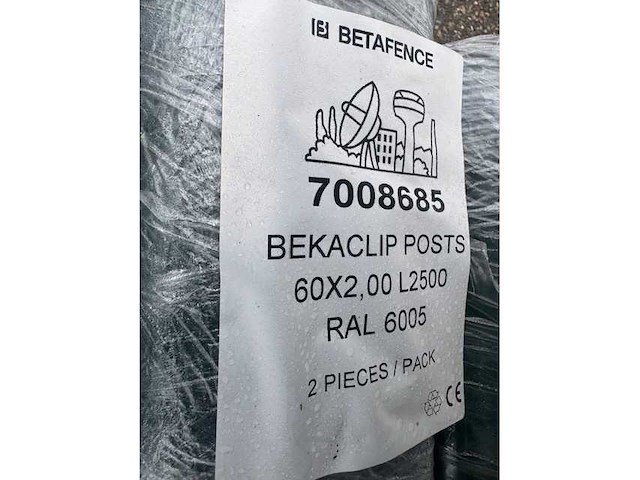 BETAFENCE
7008685
BEKACLIP POSTS
60X2,00 L2500
RAL 6005
2 PIECES / PACK
CE